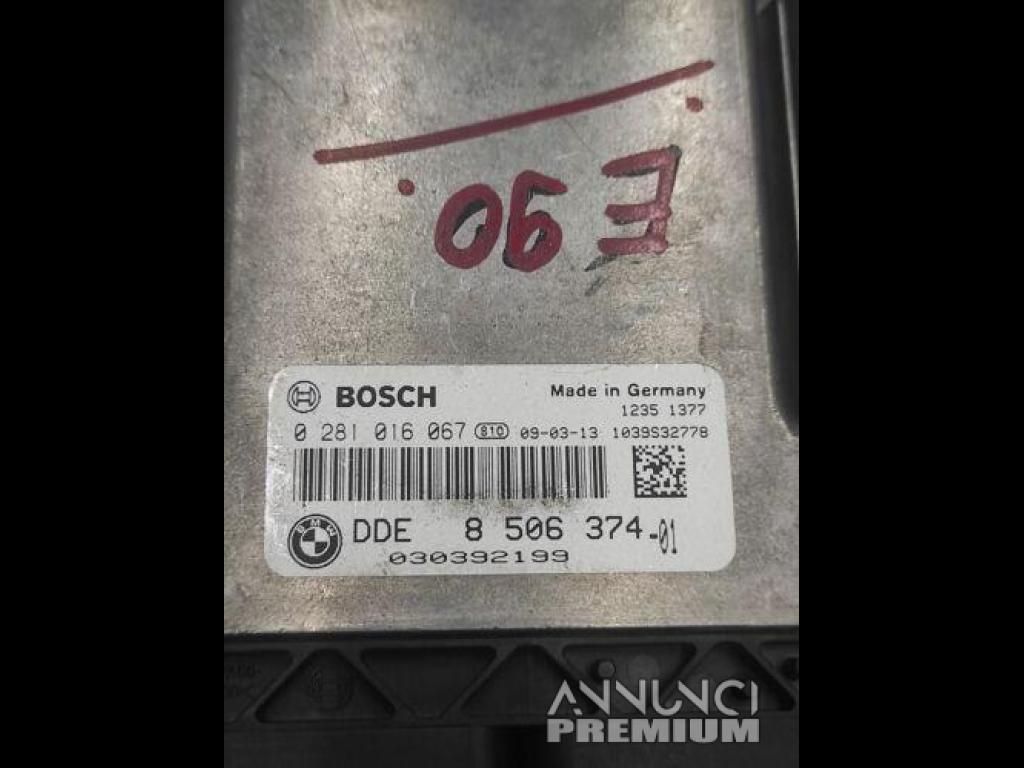 E90
BOSCH
Made in Germany
1235 1377
0 281 016 067 810 09-03-13 1039S32778
BMW
DDE 8 506 374-01
030392199
ANNUNCI
PREMIUM